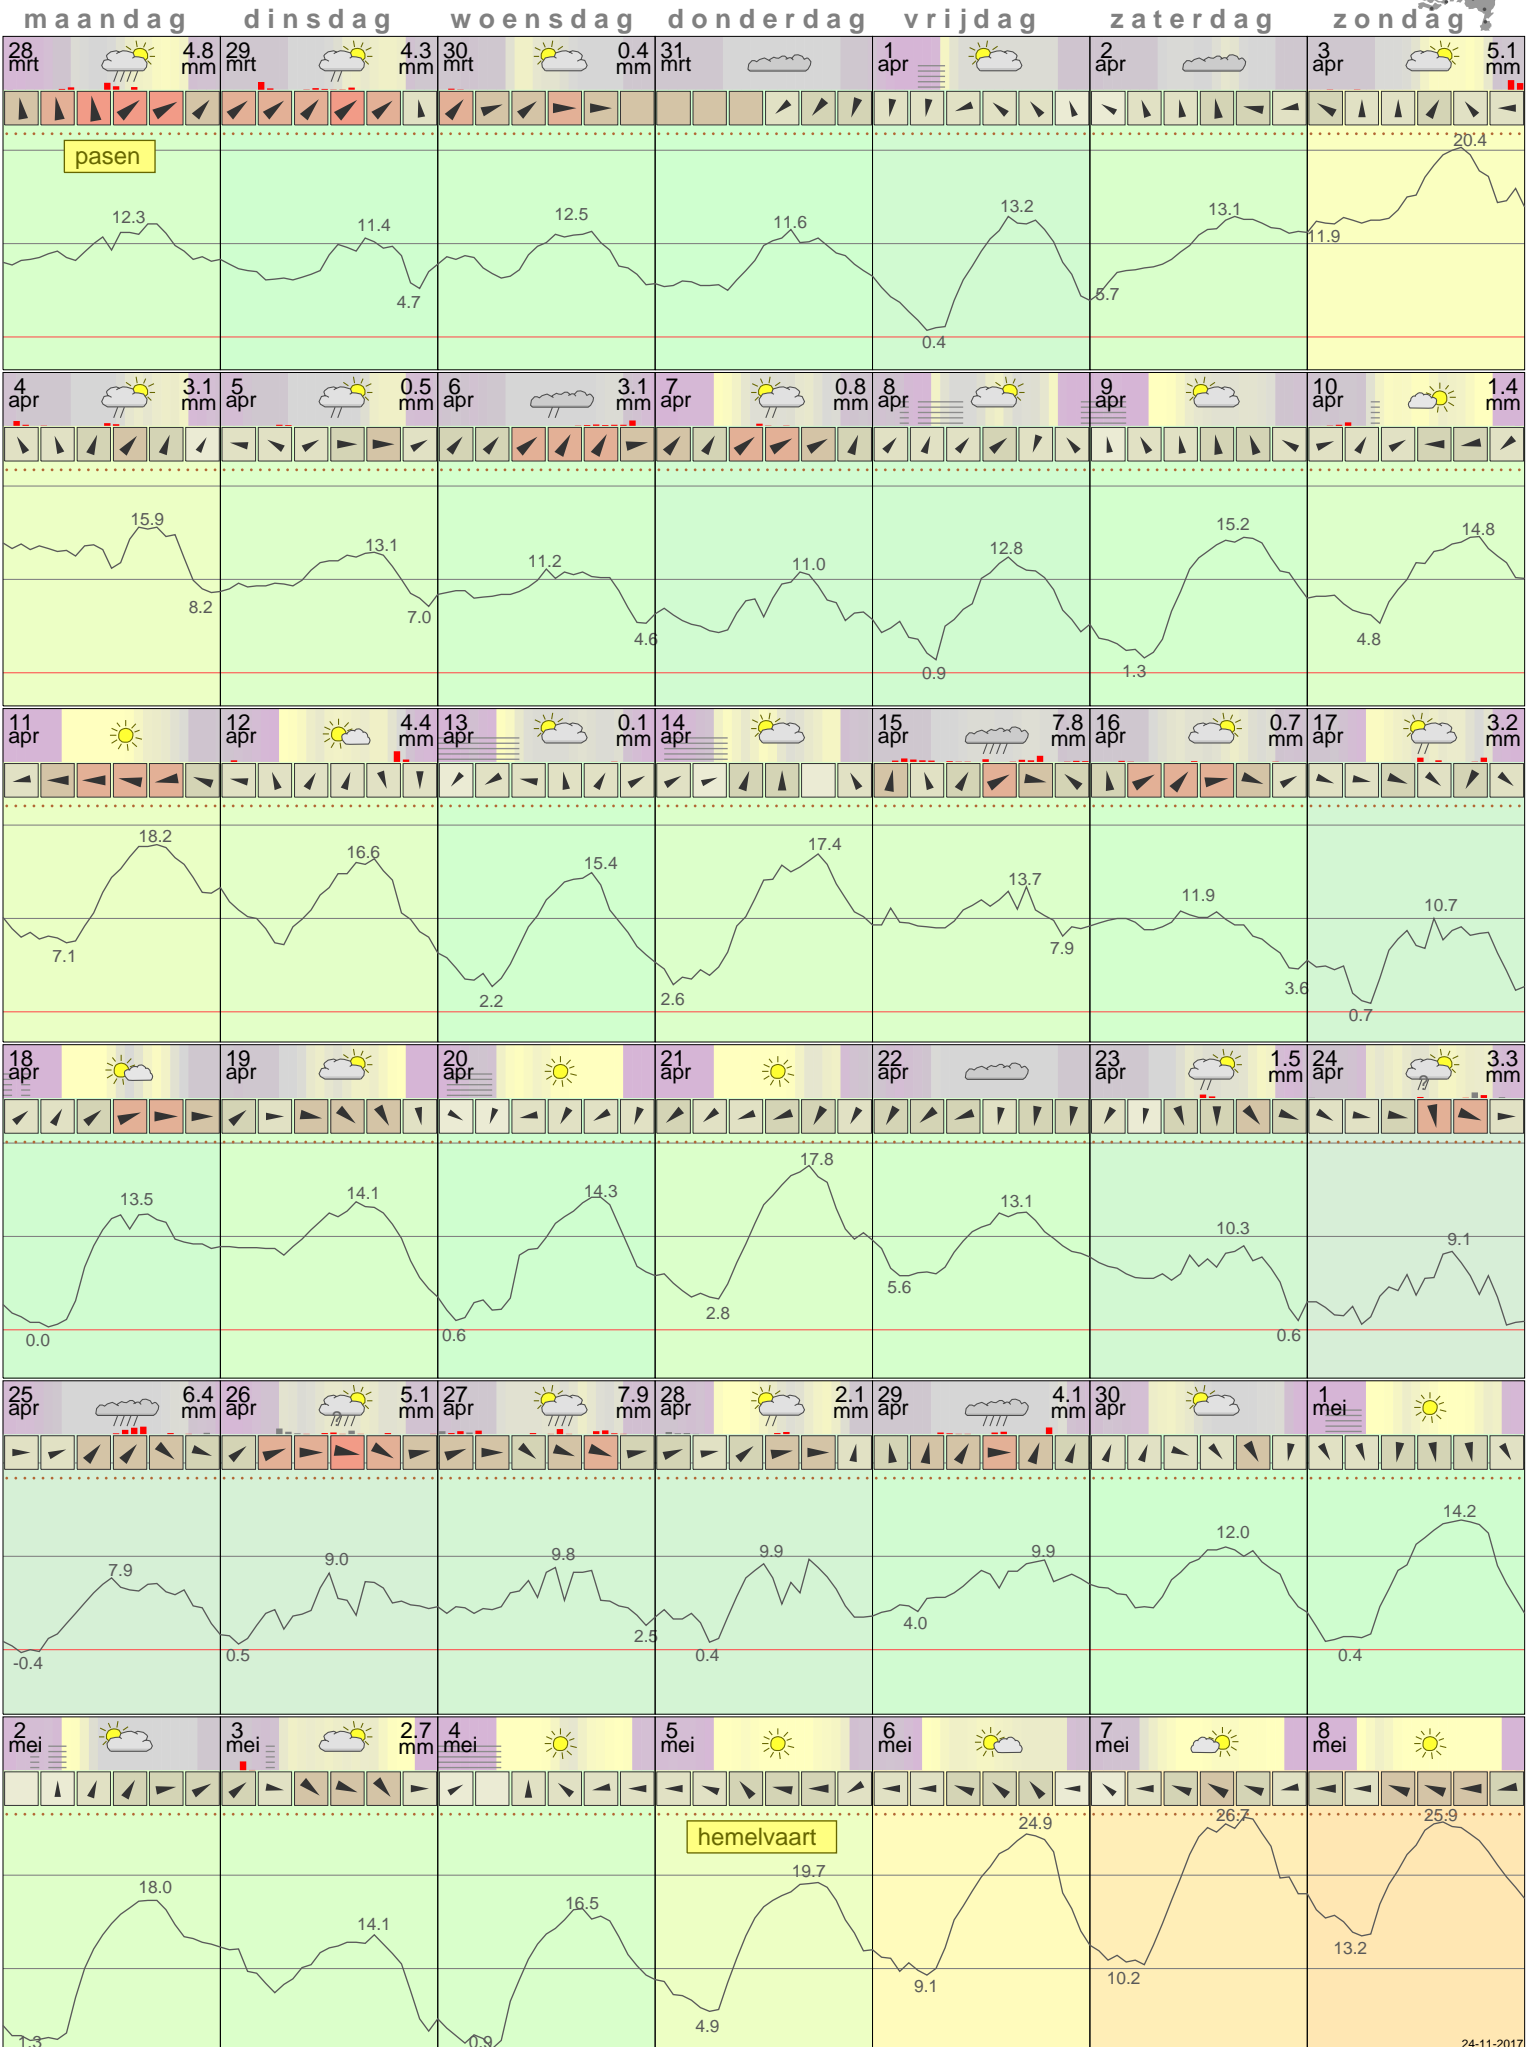 maandag dinsdag woensdag donderdag vrijdag zaterdag zondag
28 4.8 29 4.3 30 0.4 31 1 2 3 5.1
mrt mm mrt mm mrt mm mrt apr apr apr mm
pasen
12.3 11.4 4.7 12.5 11.6 0.4 13.2 5.7 13.1 11.9 20.4
4 3.1 5 0.5 6 3.1 7 0.8 8 9 10 1.4
apr mm apr mm apr mm apr mm apr apr apr mm
15.9 8.2 13.1 7.0 11.2 4.6 11.0 0.9 12.8 1.3 15.2 4.8 14.8
11 12 4.4 13 0.1 14 15 7.8 16 0.7 17 3.2
apr apr mm apr mm apr apr mm apr mm apr mm
7.1 18.2 16.6 2.2 15.4 2.6 17.4 13.7 7.9 11.9 3.6 0.7 10.7
18 19 20 21 22 23 1.5 24 3.3
apr apr apr apr apr apr mm apr mm
?
0.0 13.5 14.1 0.6 14.3 2.8 17.8 5.6 13.1 10.3 0.6 9.1
25 6.4 26 5.1 27 7.9 28 2.1 29 4.1 30 1
apr mm apr mm apr mm apr mm apr mm apr mei
?
-0.4 7.9 0.5 9.0 9.8 2.5 0.4 9.9 4.0 9.9 12.0 0.4 14.2
2 3 2.7 4 5 6 7 8
mei mei mm mei mei mei mei mei
hemelvaart
1.3 18.0 14.1 0.9 16.5 4.9 19.7 9.1 24.9 10.2 26.7 13.2 25.9
24-11-2017